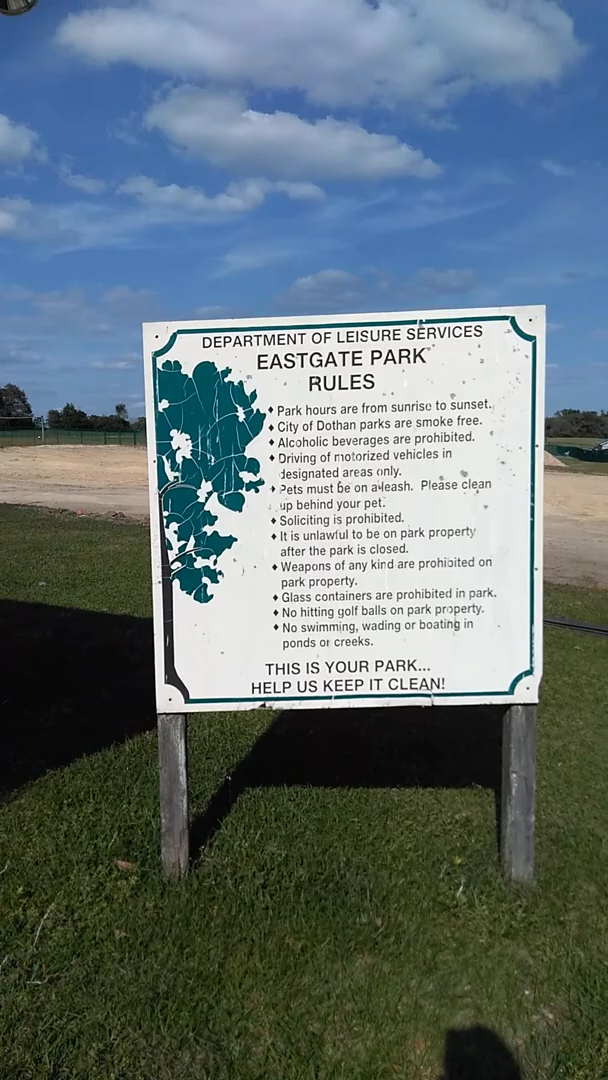 DEPARTMENT OF LEISURE SERVICES
EASTGATE PARK
RULES
♦ Park hours are from sunrise to sunset.
♦ City of Dothan parks are smoke free.
♦ Alcoholic beverages are prohibited.
♦ Driving of motorized vehicles in
designated areas only.
♦ Pets must be on a leash. Please clean
up behind your pet.
♦ Soliciting is prohibited.
♦ It is unlawful to be on park property
after the park is closed.
♦ Weapons of any kind are prohibited on
park property.
♦ Glass containers are prohibited in park.
♦ No hitting golf balls on park property.
♦ No swimming, wading or boating in
ponds or creeks.
THIS IS YOUR PARK...
HELP US KEEP IT CLEAN!